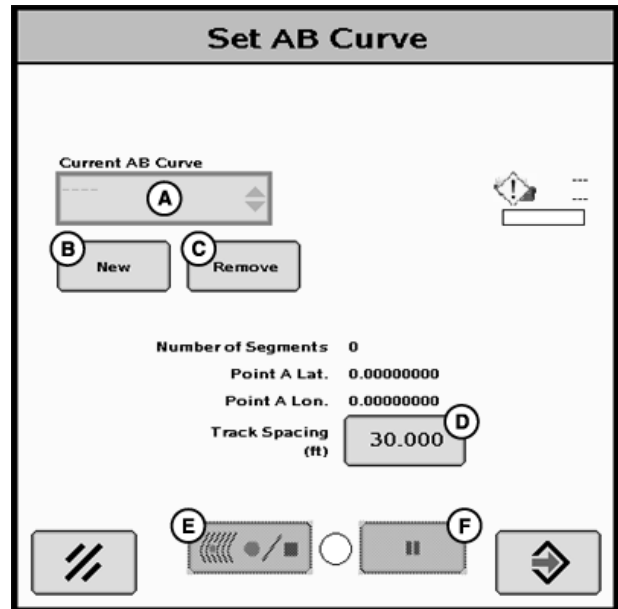 Set AB Curve
Current AB Curve
----
A
---
---
B
C
New
Remove
Number of Segments 0
Point A Lat. 0.00000000
Point A Lon. 0.00000000
Track Spacing
(ft)
30.000
D
E
F